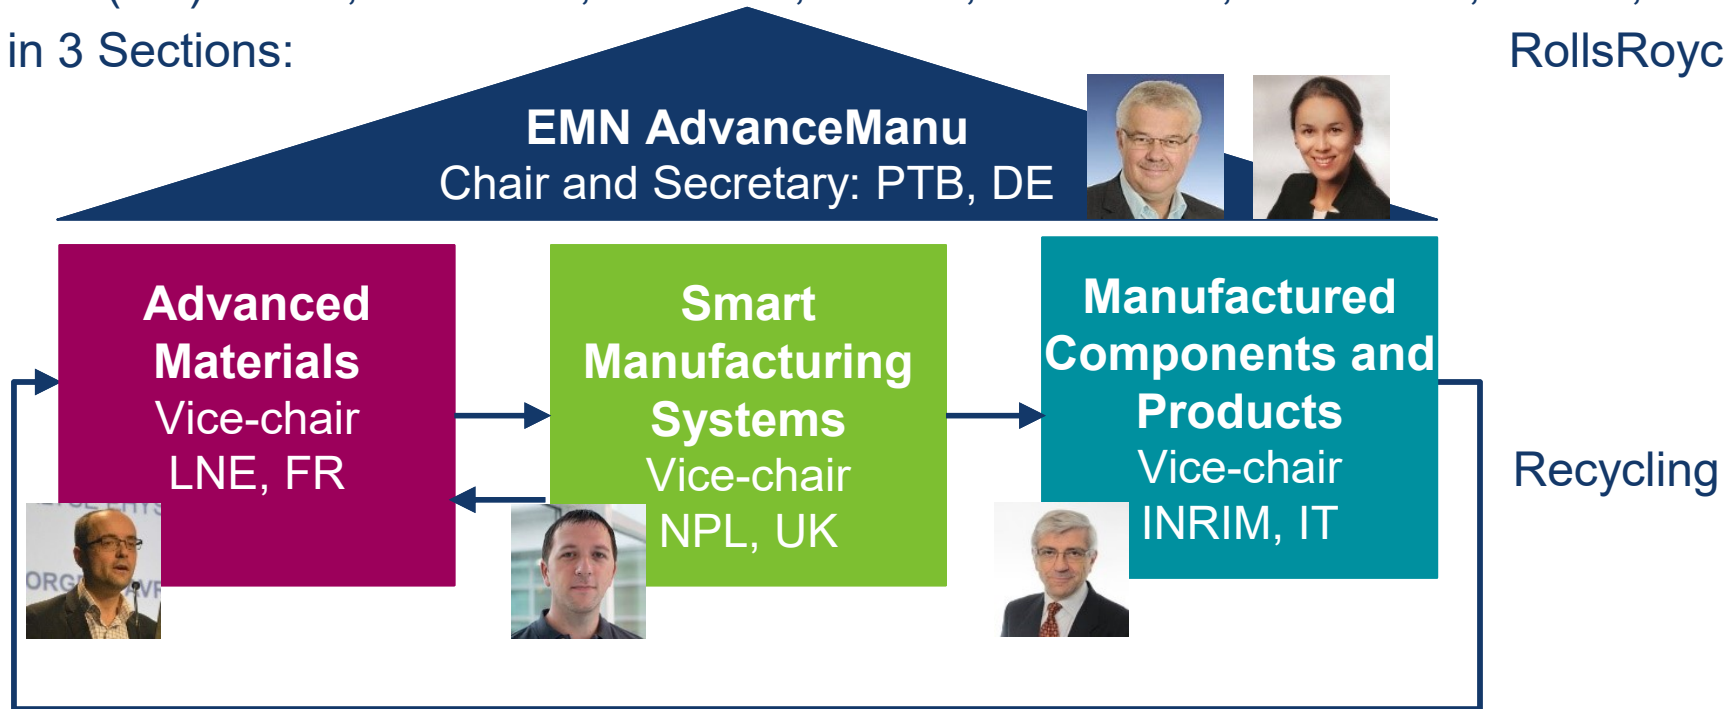 in 3 Sections:
RollsRoyc
EMN AdvanceManu
Chair and Secretary: PTB, DE
Advanced
Materials
Vice-chair
LNE, FR
Smart
Manufacturing
Systems
Vice-chair
NPL, UK
Manufactured
Components and
Products
Vice-chair
INRIM, IT
Recycling